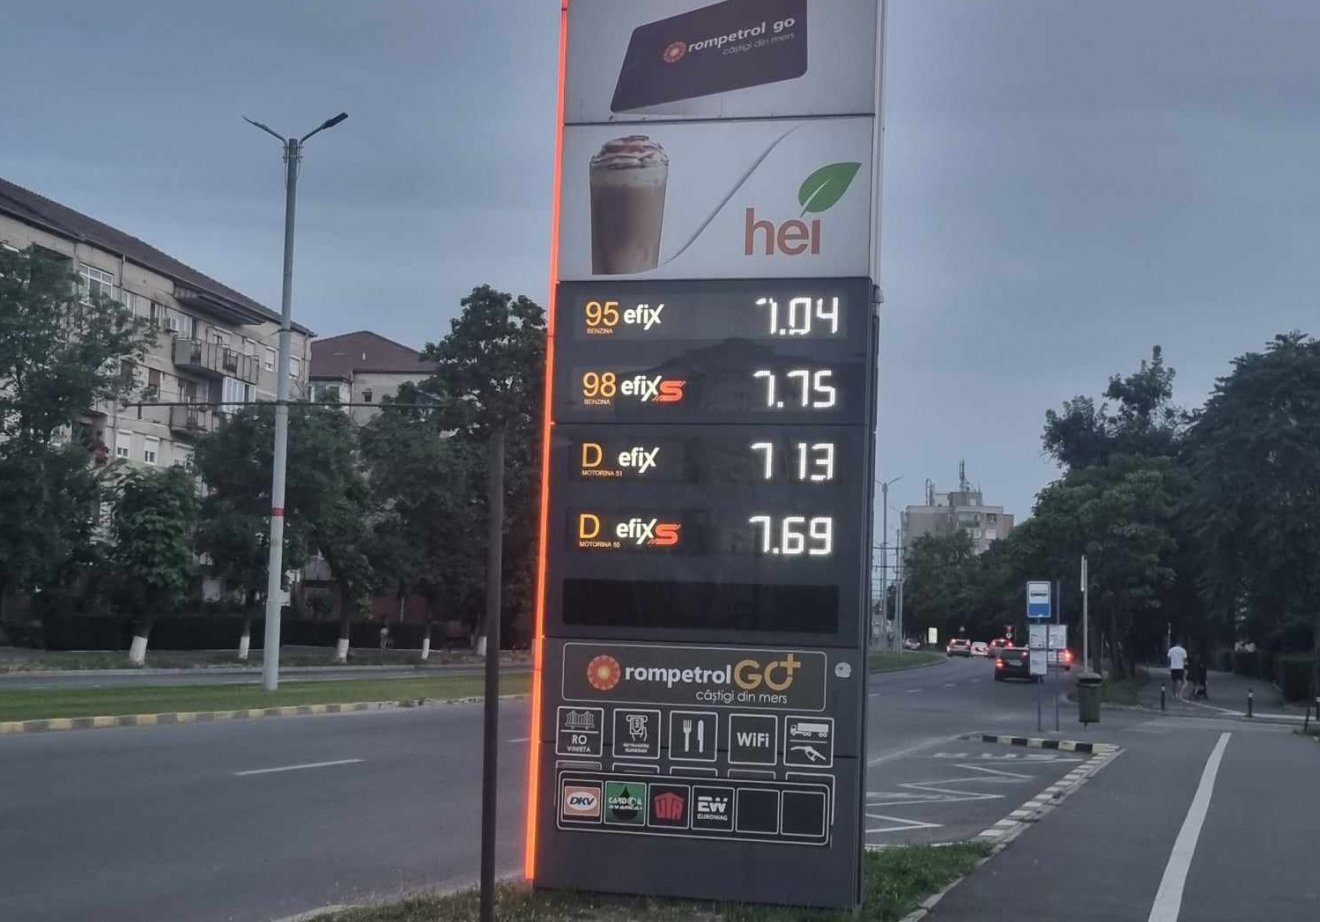 rompetrol go
câștigi din mers
hei
95 efix 7.04
BENZINA
98 efix S 7.75
BENZINA
D efix 7 13
MOTORINA 51
D efix S 7.69
MOTORINA 55
rompetrol GO+
câștigi din mers
RO
VINIETA
WiFi
DKV
UTA
EW
EUROWAG